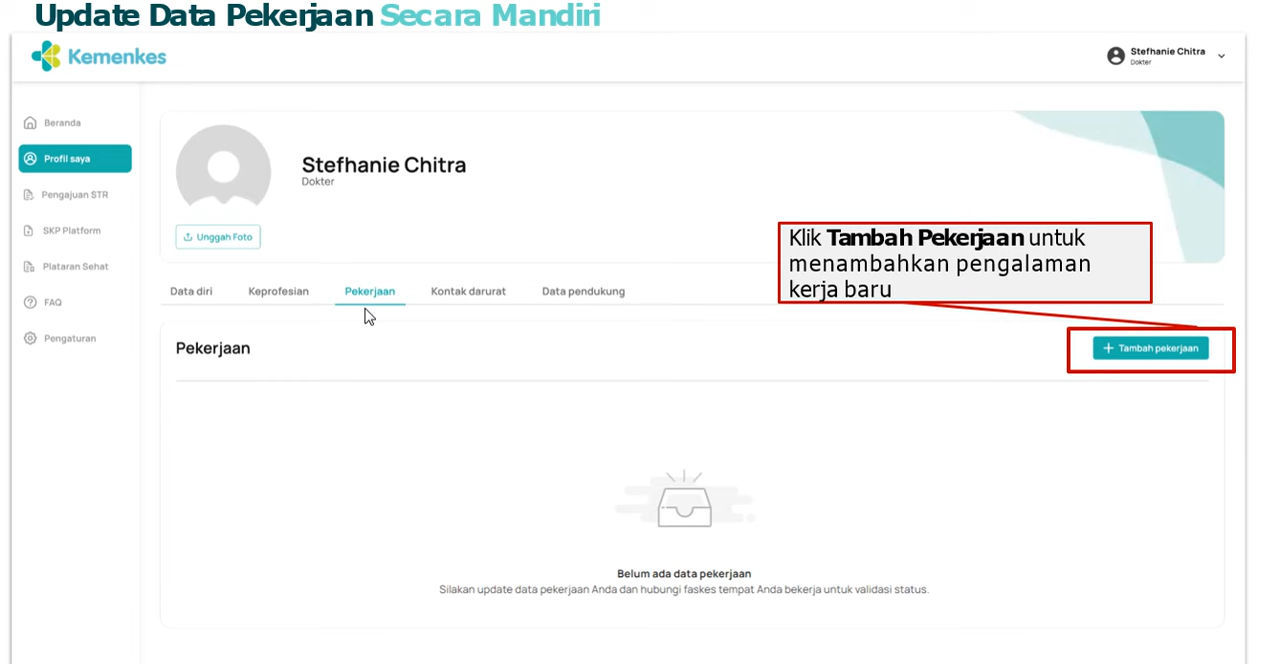 Update Data Pekerjaan Secara Mandiri
Kemenkes
Stefhanie Chitra
Dokter
Beranda
Profil saya
Pengajuan STR
SKP Platform
Plataran Sehat
FAQ
Pengaturan
Stefhanie Chitra
Dokter
Unggah Foto
Klik Tambah Pekerjaan untuk
menambahkan pengalaman
kerja baru
Data diri Keprofesian Pekerjaan Kontak darurat Data pendukung
Pekerjaan
+ Tambah pekerjaan
Belum ada data pekerjaan
Silakan update data pekerjaan Anda dan hubungi faskes tempat Anda bekerja untuk validasi status.